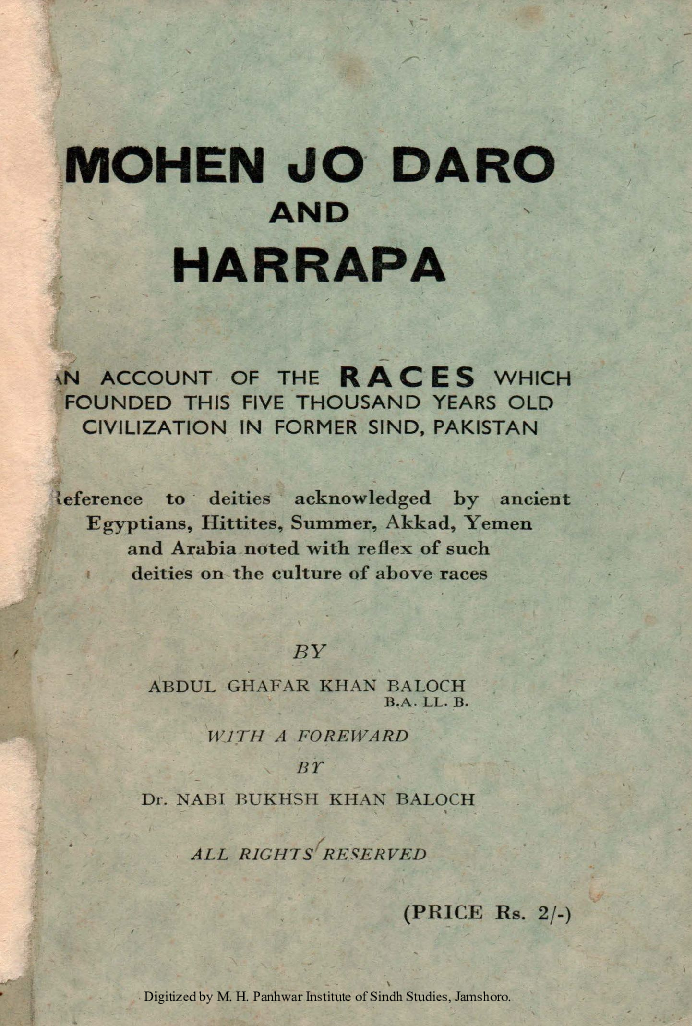 MOHEN JO DARO
AND
HARRAPA
AN ACCOUNT OF THE RACES WHICH
FOUNDED THIS FIVE THOUSAND YEARS OLD
CIVILIZATION IN FORMER SIND, PAKISTAN
Reference to deities acknowledged by ancient
Egyptians, Hittites, Summer, Akkad, Yemen
and Arabia noted with reflex of such
deities on the culture of above races
BY
ABDUL GHAFAR KHAN BALOCH
B.A. LL. B.
WITH A FOREWARD
BY
Dr. NABI BUKHSH KHAN BALOCH
ALL RIGHTS RESERVED
(PRICE Rs. 2/-)
Digitized by M. H. Panhwar Institute of Sindh Studies, Jamshoro.